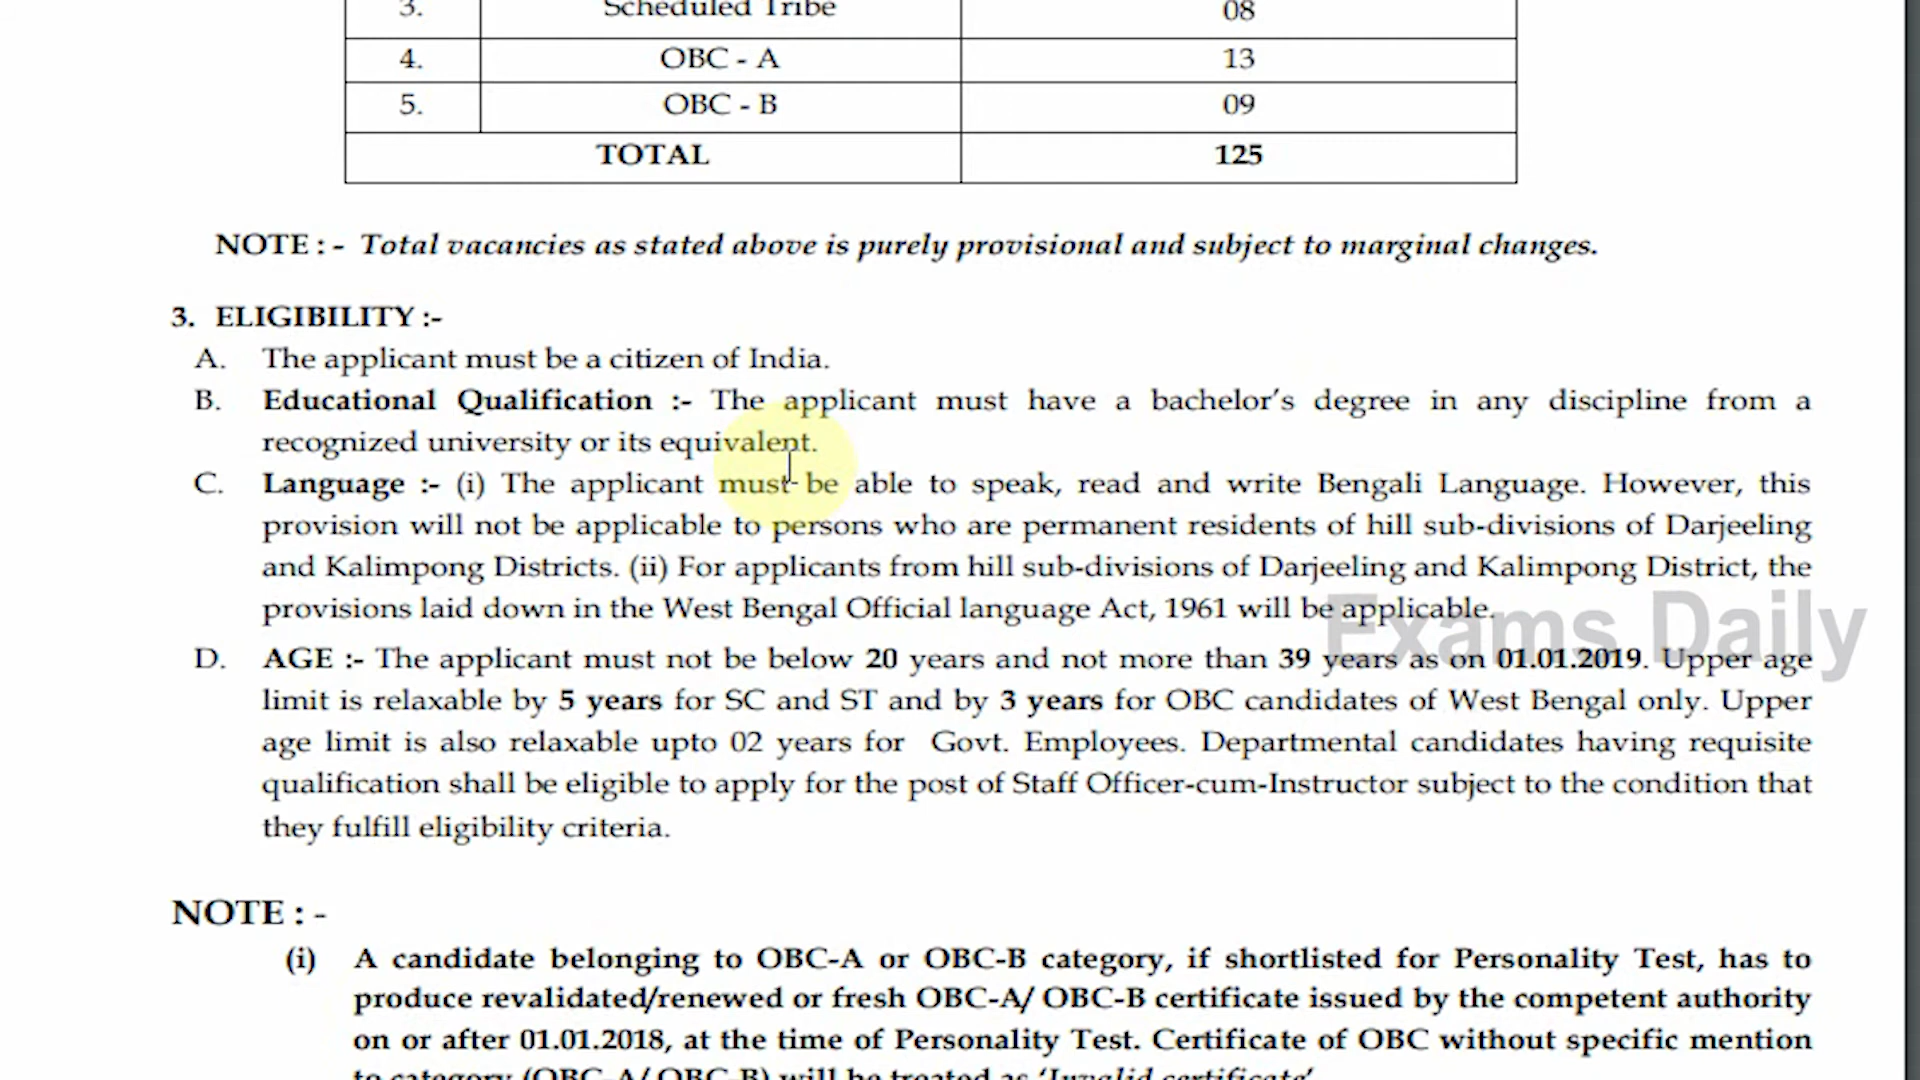 3. Scheduled Tribe 08
4. OBC - A 13
5. OBC - B 09
TOTAL 125
NOTE : - Total vacancies as stated above is purely provisional and subject to marginal changes.
3. ELIGIBILITY :-
A. The applicant must be a citizen of India.
B. Educational Qualification :- The applicant must have a bachelor's degree in any discipline from a
recognized university or its equivalent.
C. Language :- (i) The applicant must be able to speak, read and write Bengali Language. However, this
provision will not be applicable to persons who are permanent residents of hill sub-divisions of Darjeeling
and Kalimpong Districts. (ii) For applicants from hill sub-divisions of Darjeeling and Kalimpong District, the
provisions laid down in the West Bengal Official language Act, 1961 will be applicable.
Exams Daily
D. AGE :- The applicant must not be below 20 years and not more than 39 years as on 01.01.2019. Upper age
limit is relaxable by 5 years for SC and ST and by 3 years for OBC candidates of West Bengal only. Upper
age limit is also relaxable upto 02 years for Govt. Employees. Departmental candidates having requisite
qualification shall be eligible to apply for the post of Staff Officer-cum-Instructor subject to the condition that
they fulfill eligibility criteria.
NOTE : -
(i) A candidate belonging to OBC-A or OBC-B category, if shortlisted for Personality Test, has to
produce revalidated/renewed or fresh OBC-A/ OBC-B certificate issued by the competent authority
on or after 01.01.2018, at the time of Personality Test. Certificate of OBC without specific mention
to category (OBC-A/ OBC-B) will be treated as 'Invalid certificate'